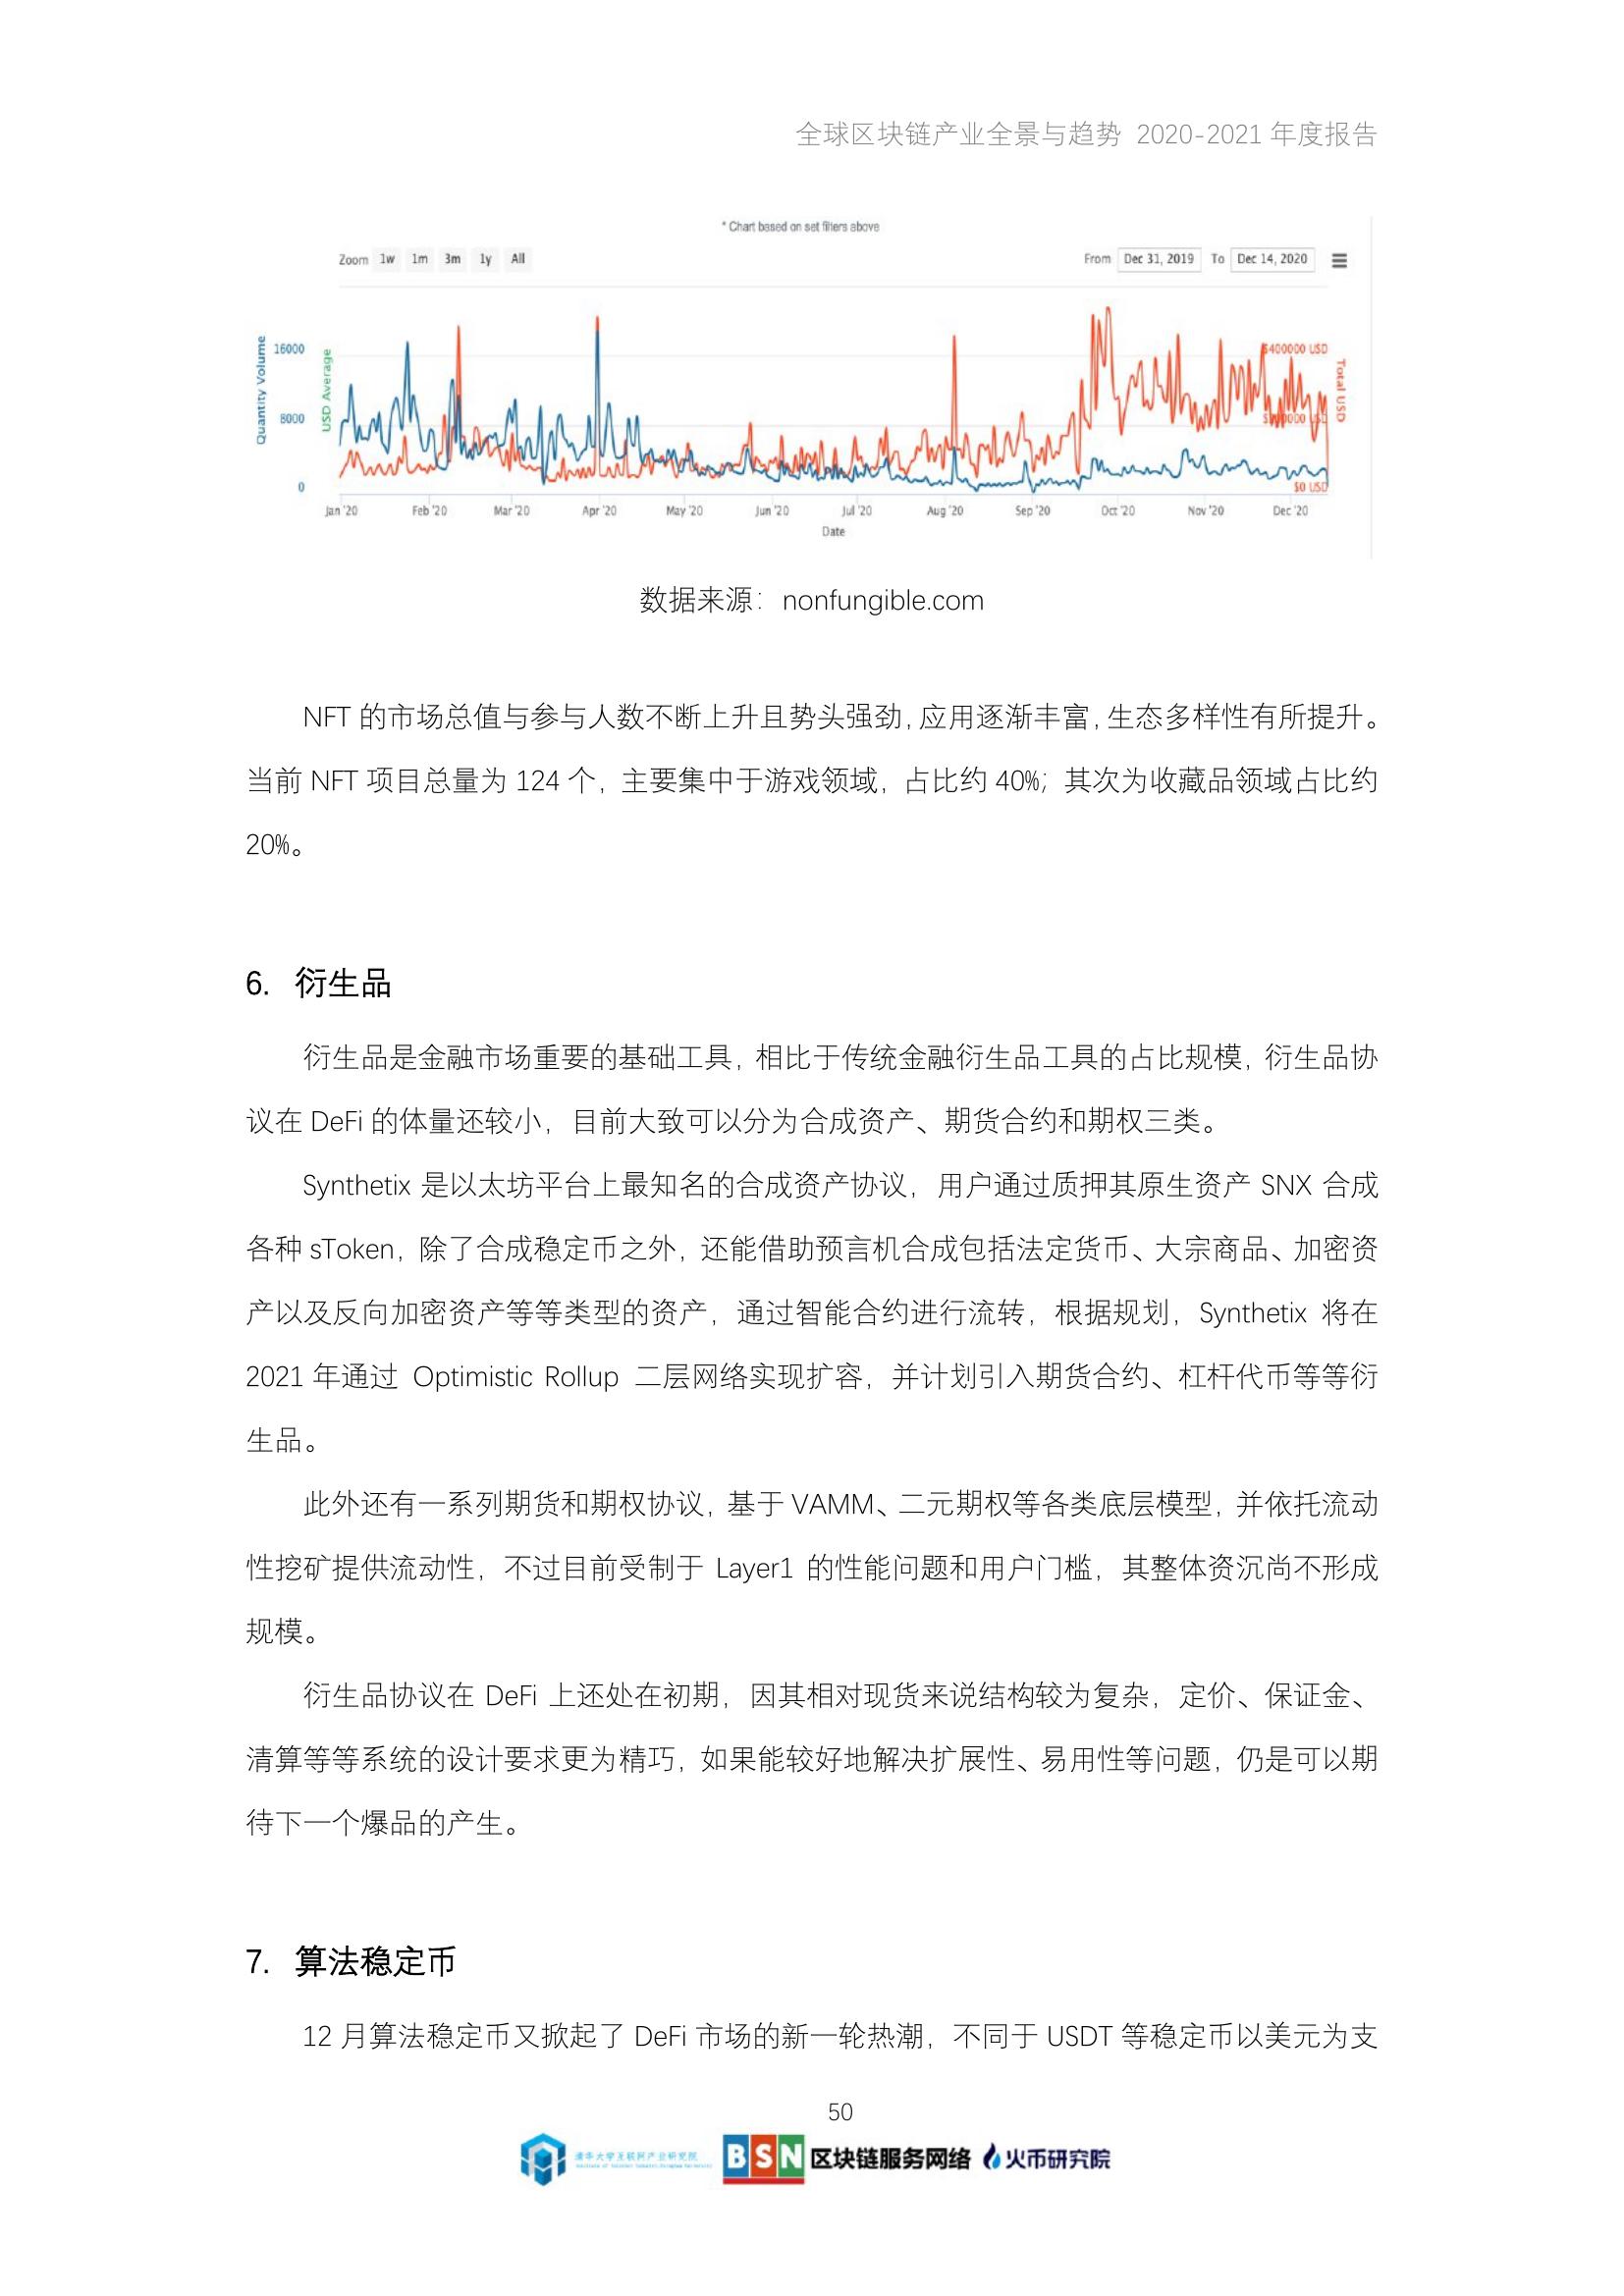 全球区块链产业全景与趋势 2020-2021 年度报告
* Chart based on set filters above
Zoom 1w 1m 3m 1y All
From Dec 31, 2019 To Dec 14, 2020
Quantity Volume
16000
8000
0
USD Average
$400000 USD
$0 USD
Total USD
Jan '20 Feb '20 Mar '20 Apr '20 May '20 Jun '20 Jul '20 Aug '20 Sep '20 Oct '20 Nov '20 Dec '20
Date
数据来源：nonfungible.com
NFT 的市场总值与参与人数不断上升且势头强劲，应用逐渐丰富，生态多样性有所提升。
当前 NFT 项目总量为 124 个，主要集中于游戏领域，占比约 40%；其次为收藏品领域占比约
20%。
6. 衍生品
衍生品是金融市场重要的基础工具，相比于传统金融衍生品工具的占比规模，衍生品协
议在 DeFi 的体量还较小，目前大致可以分为合成资产、期货合约和期权三类。
Synthetix 是以太坊平台上最知名的合成资产协议，用户通过质押其原生资产 SNX 合成
各种 sToken，除了合成稳定币之外，还能借助预言机合成包括法定货币、大宗商品、加密资
产以及反向加密资产等等类型的资产，通过智能合约进行流转，根据规划，Synthetix 将在
2021 年通过 Optimistic Rollup 二层网络实现扩容，并计划引入期货合约、杠杆代币等等衍
生品。
此外还有一系列期货和期权协议，基于 VAMM、二元期权等各类底层模型，并依托流动
性挖矿提供流动性，不过目前受制于 Layer1 的性能问题和用户门槛，其整体资沉尚不形成
规模。
衍生品协议在 DeFi 上还处在初期，因其相对现货来说结构较为复杂，定价、保证金、
清算等等系统的设计要求更为精巧，如果能较好地解决扩展性、易用性等问题，仍是可以期
待下一个爆品的产生。
7. 算法稳定币
12 月算法稳定币又掀起了 DeFi 市场的新一轮热潮，不同于 USDT 等稳定币以美元为支
50
清华大学互联网产业研究院 BSN 区块链服务网络 火币研究院